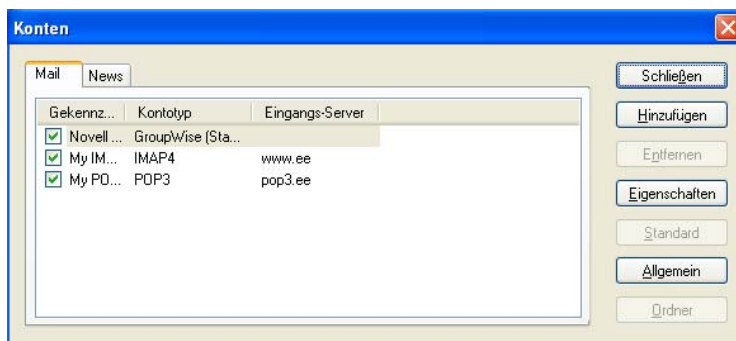 Konten
Mail News
Gekennz... Kontotyp Eingangs-Server
Novell ... GroupWise (Sta...
My IM... IMAP4 www.ee
My PO... POP3 pop3.ee
Schließen
Hinzufügen
Entfernen
Eigenschaften
Standard
Allgemein
Ordner